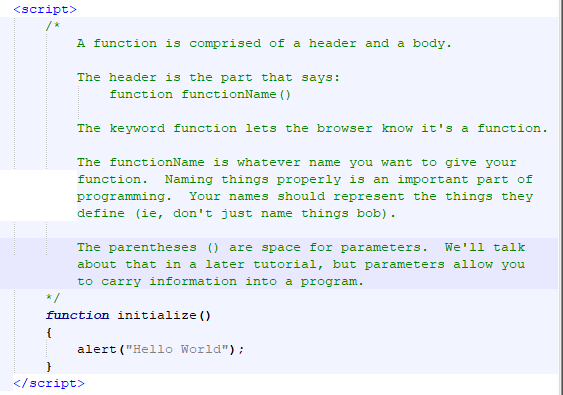 <script>
/*
A function is comprised of a header and a body.
The header is the part that says:
function functionName()
The keyword function lets the browser know it's a function.
The functionName is whatever name you want to give your
function.  Naming things properly is an important part of
programming.  Your names should represent the things they
define (ie, don't just name things bob).
The parentheses () are space for parameters.  We'll talk
about that in a later tutorial, but parameters allow you
to carry information into a program.
*/
function initialize()
{
alert("Hello World");
}
</script>